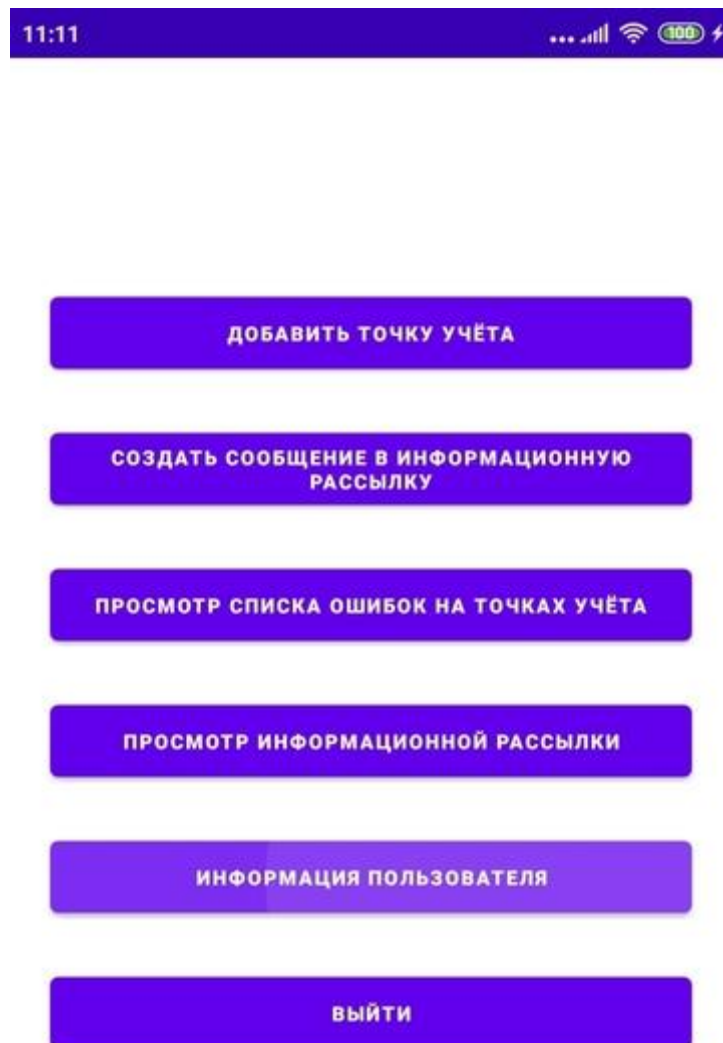 11:11
100
ДОБАВИТЬ ТОЧКУ УЧЁТА
СОЗДАТЬ СООБЩЕНИЕ В ИНФОРМАЦИОННУЮ
РАССЫЛКУ
ПРОСМОТР СПИСКА ОШИБОК НА ТОЧКАХ УЧЁТА
ПРОСМОТР ИНФОРМАЦИОННОЙ РАССЫЛКИ
ИНФОРМАЦИЯ ПОЛЬЗОВАТЕЛЯ
ВЫЙТИ